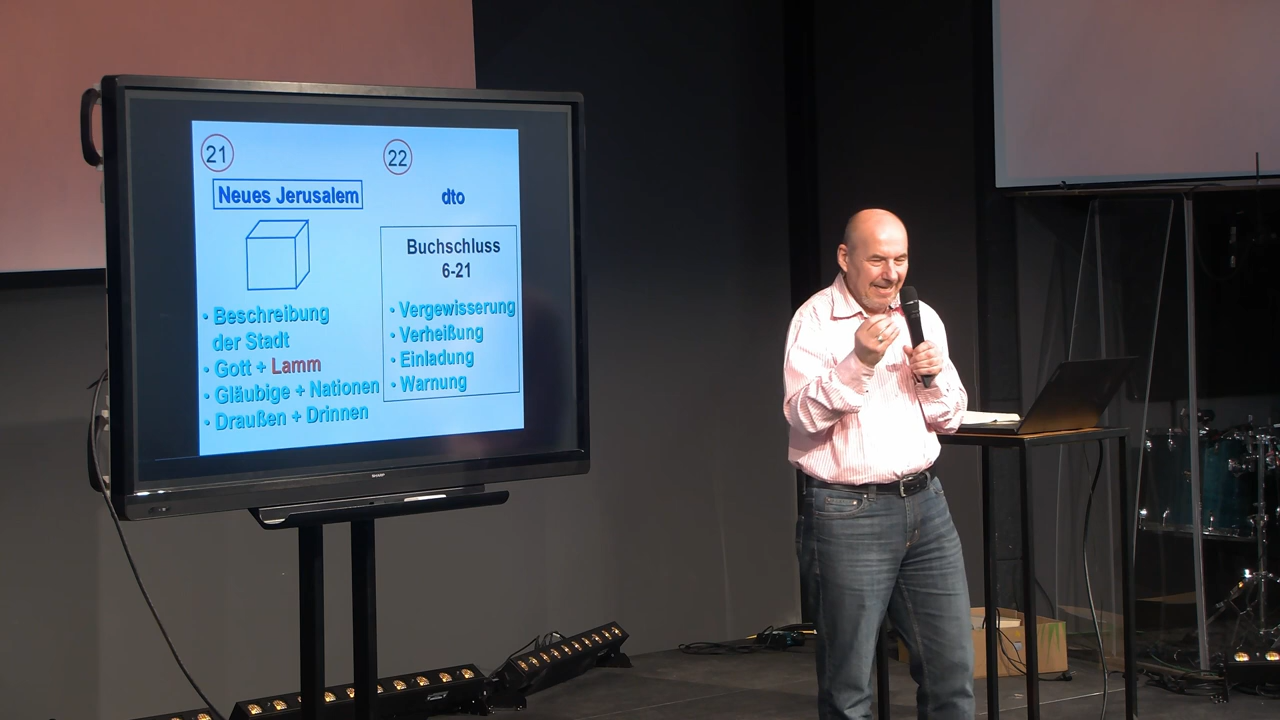 21
Neues Jerusalem
• Beschreibung
der Stadt
• Gott + Lamm
• Gläubige + Nationen
• Draußen + Drinnen
22
dto
Buchschluss
6-21
• Vergewisserung
• Verheißung
• Einladung
• Warnung
SHARP